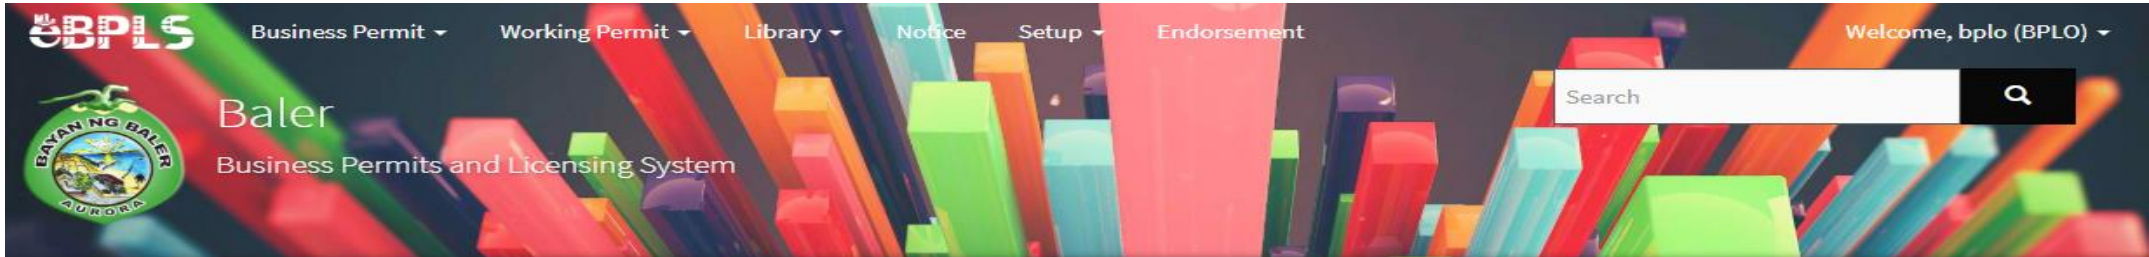 eBPLS
Business Permit Working Permit Library Notice Setup Endorsement Welcome, bplo (BPLO)
Search
Baler
Business Permits and Licensing System
BAYAN NG BALER
AURORA